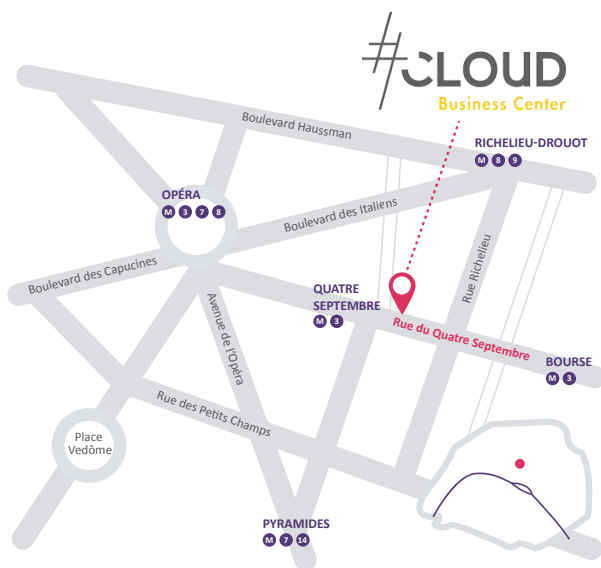 #CLOUD
Business Center
Boulevard Haussman
RICHELIEU-DROUOT
M 8 9
OPÉRA
M 3 7 8
Boulevard des Italiens
Boulevard des Capucines
Rue Richelieu
QUATRE
SEPTEMBRE
M 3
Avenue de l'Opéra
Rue du Quatre Septembre
BOURSE
M 3
Rue des Petits Champs
Place
Vedôme
PYRAMIDES
M 7 14